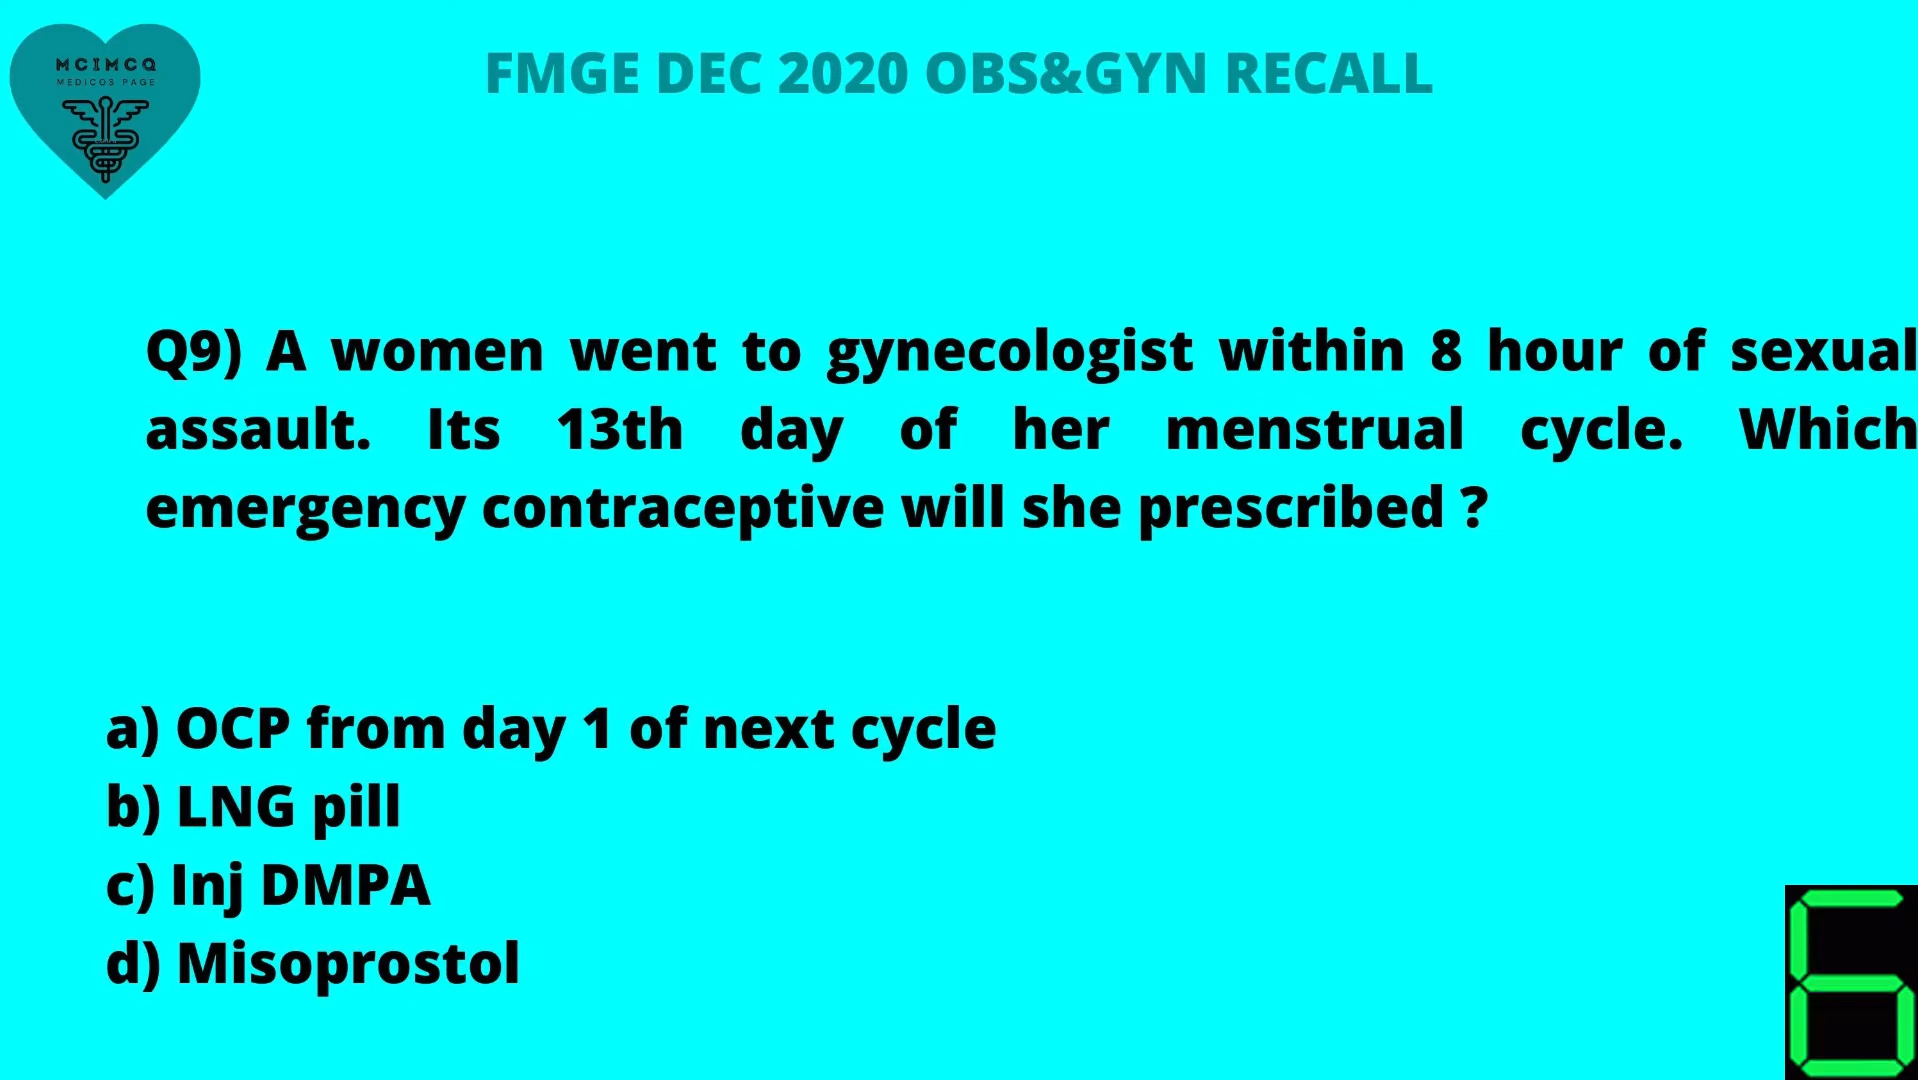 MCIMCQ
MEDICOS PAGE
FMGE DEC 2020 OBS&GYN RECALL
Q9) A women went to gynecologist within 8 hour of sexual
assault. Its 13th day of her menstrual cycle. Which
emergency contraceptive will she prescribed ?
a) OCP from day 1 of next cycle
b) LNG pill
c) Inj DMPA
d) Misoprostol
6